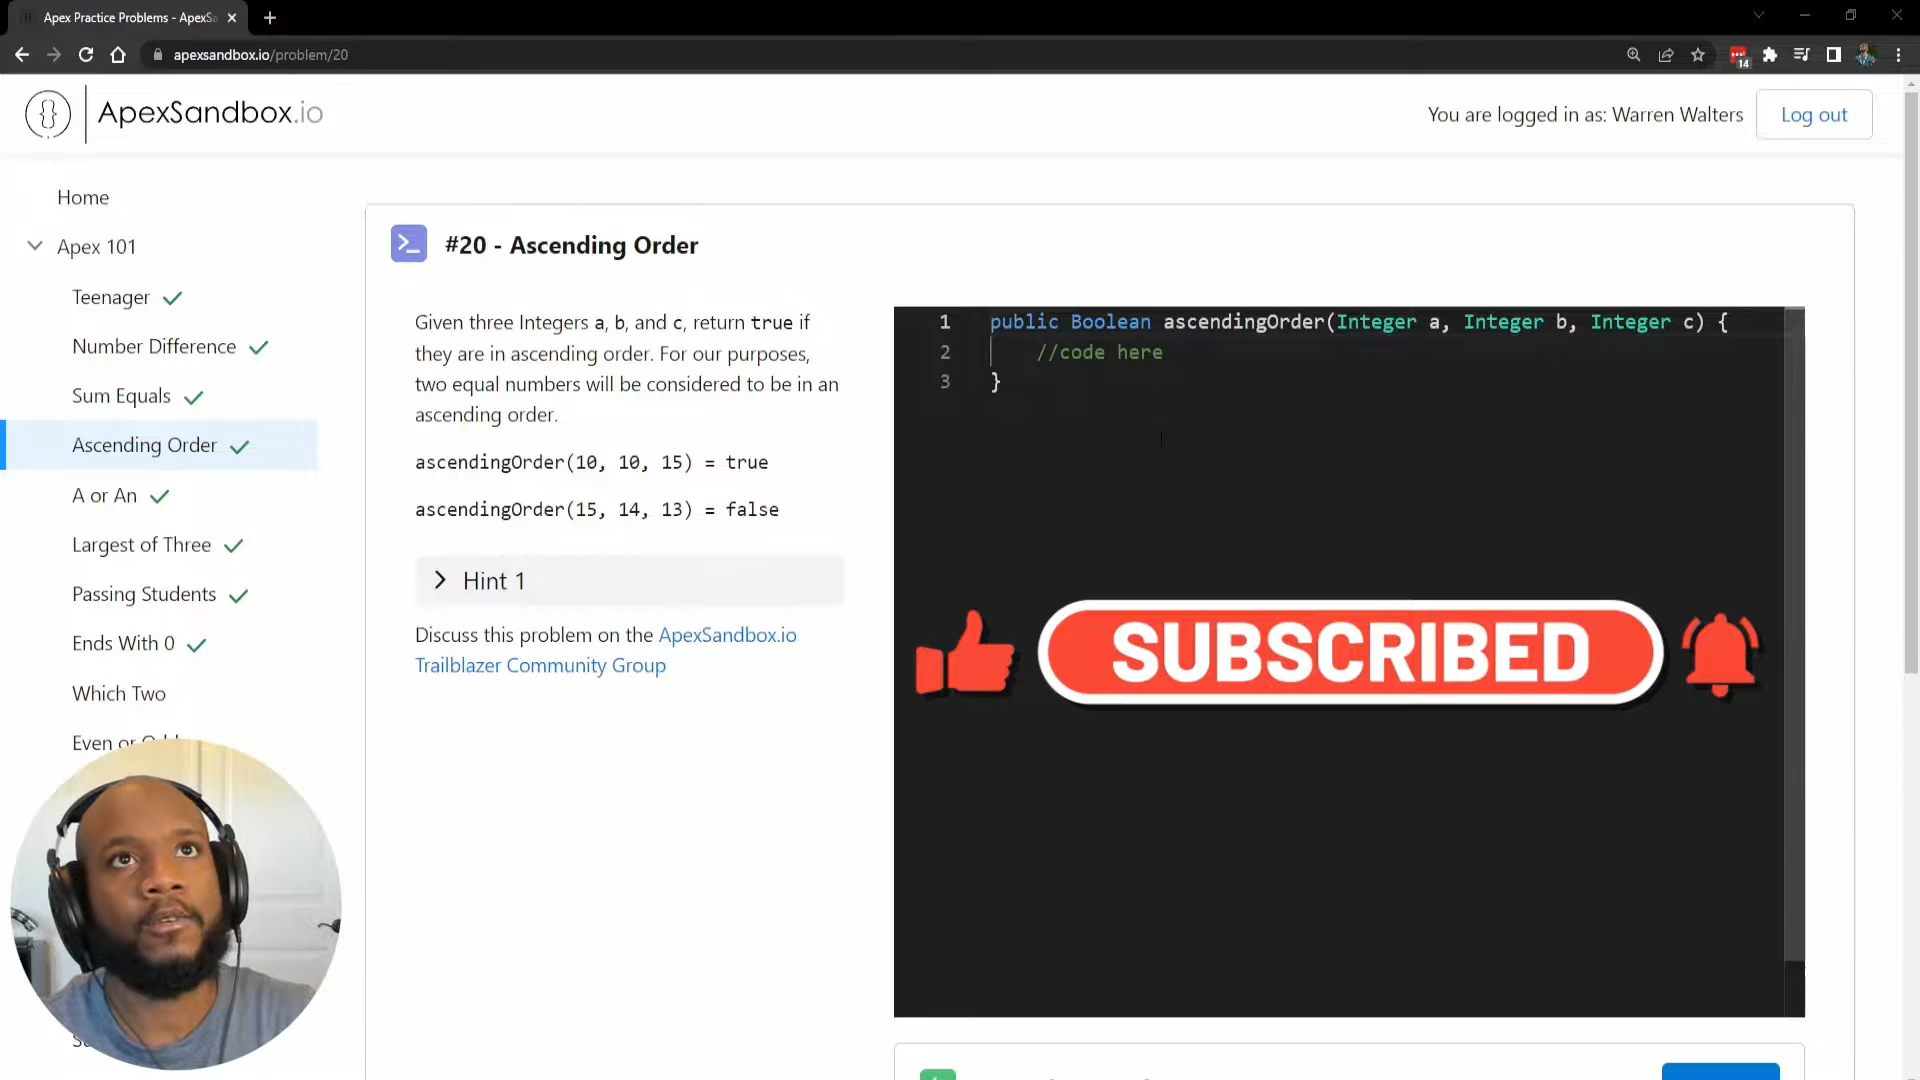 Apex Practice Problems - ApexSa
apexsandbox.io/problem/20
14
ApexSandbox.io
You are logged in as: Warren Walters
Log out
Home
Apex 101
Teenager
Number Difference
Sum Equals
Ascending Order
A or An
Largest of Three
Passing Students
Ends With 0
Which Two
Even or Odd
#20 - Ascending Order
Given three Integers a, b, and c, return true if
they are in ascending order. For our purposes,
two equal numbers will be considered to be in an
ascending order.
ascendingOrder(10, 10, 15) = true
ascendingOrder(15, 14, 13) = false
Hint 1
Discuss this problem on the ApexSandbox.io
Trailblazer Community Group
1 public Boolean ascendingOrder(Integer a, Integer b, Integer c) {
2 //code here
3 }
SUBSCRIBED